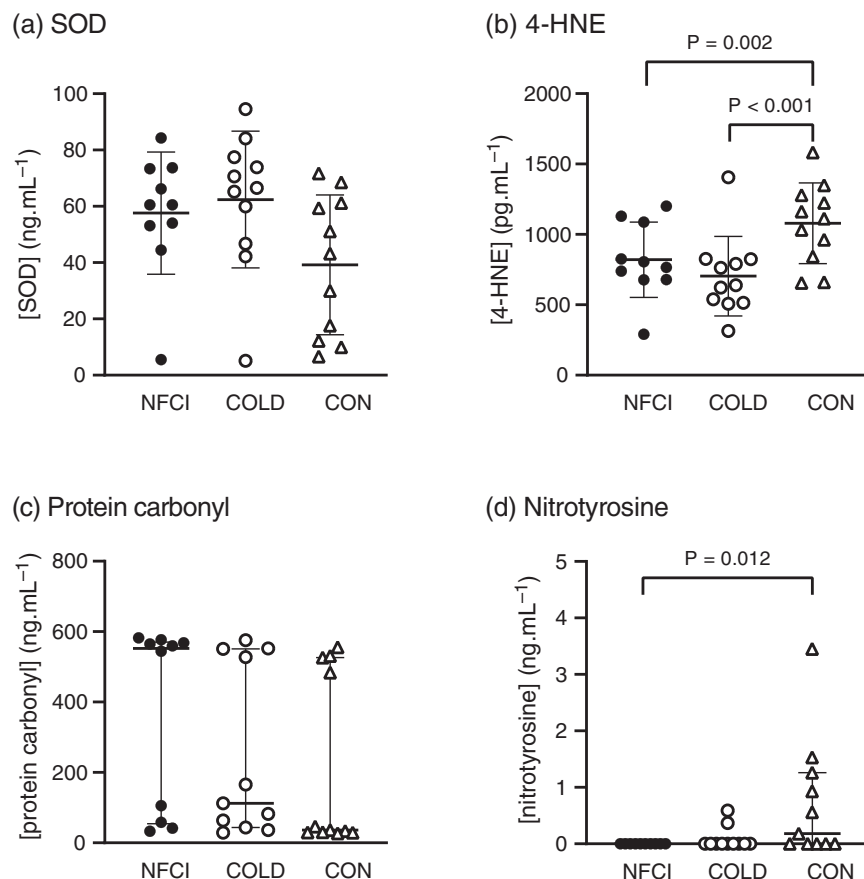 (a) SOD
[SOD] (ng.mL⁻¹)
100
80
60
40
20
0
NFCI COLD CON
(b) 4-HNE
P = 0.002
P < 0.001
[4-HNE] (pg.mL⁻¹)
2000
1500
1000
500
0
NFCI COLD CON
(c) Protein carbonyl
[protein carbonyl] (ng.mL⁻¹)
800
600
400
200
0
NFCI COLD CON
(d) Nitrotyrosine
P = 0.012
[nitrotyrosine] (ng.mL⁻¹)
5
4
3
2
1
0
NFCI COLD CON